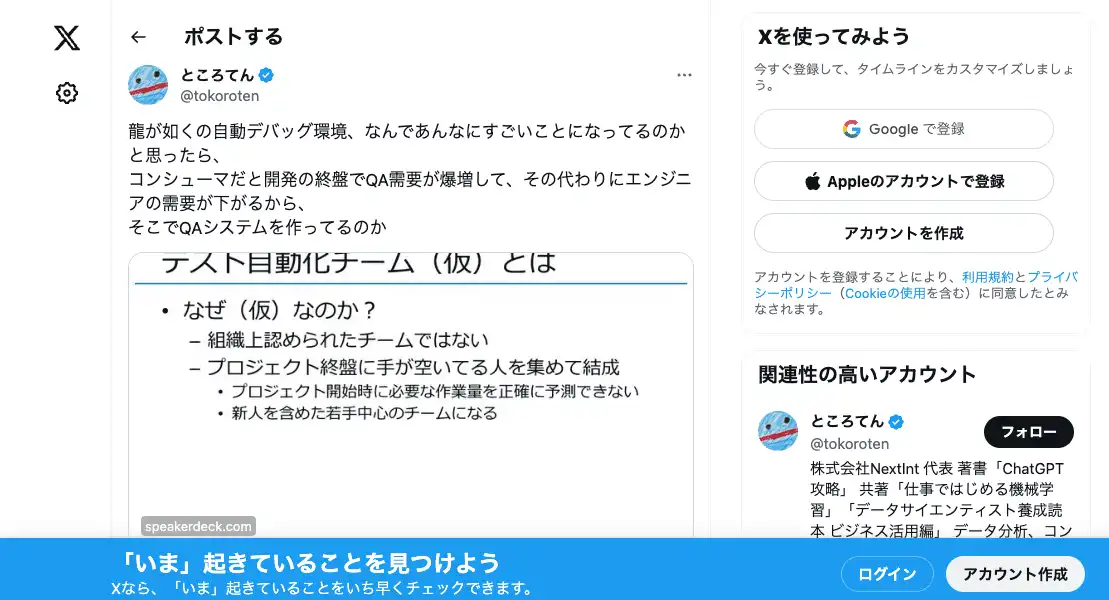 ポストする
ところてん
@tokoroten
龍が如くの自動デバッグ環境、なんであんなにすごいことになってるのか
と思ったら、
コンシューマだと開発の終盤でQA需要が爆増して、その代わりにエンジニ
アの需要が下がるから、
そこでQAシステムを作ってるのか
テスト自動化チーム（仮）とは
• なぜ（仮）なのか？
– 組織上認められたチームではない
– プロジェクト終盤に手が空いてる人を集めて結成
• プロジェクト開始時に必要な作業量を正確に予測できない
• 新人を含めた若手中心のチームになる
speakerdeck.com
Xを使ってみよう
今すぐ登録して、タイムラインをカスタマイズしましょ
う。
Google で登録
Appleのアカウントで登録
アカウントを作成
アカウントを登録することにより、利用規約とプライバ
シーポリシー（Cookieの使用を含む）に同意したとみ
なされます。
関連性の高いアカウント
ところてん
@tokoroten
フォロー
株式会社NextInt 代表 著書「ChatGPT
攻略」 共著「仕事ではじめる機械学
習」「データサイエンティスト養成読
本 ビジネス活用編」 データ分析、コン
「いま」起きていることを見つけよう
Xなら、「いま」起きていることをいち早くチェックできます。
ログイン
アカウント作成